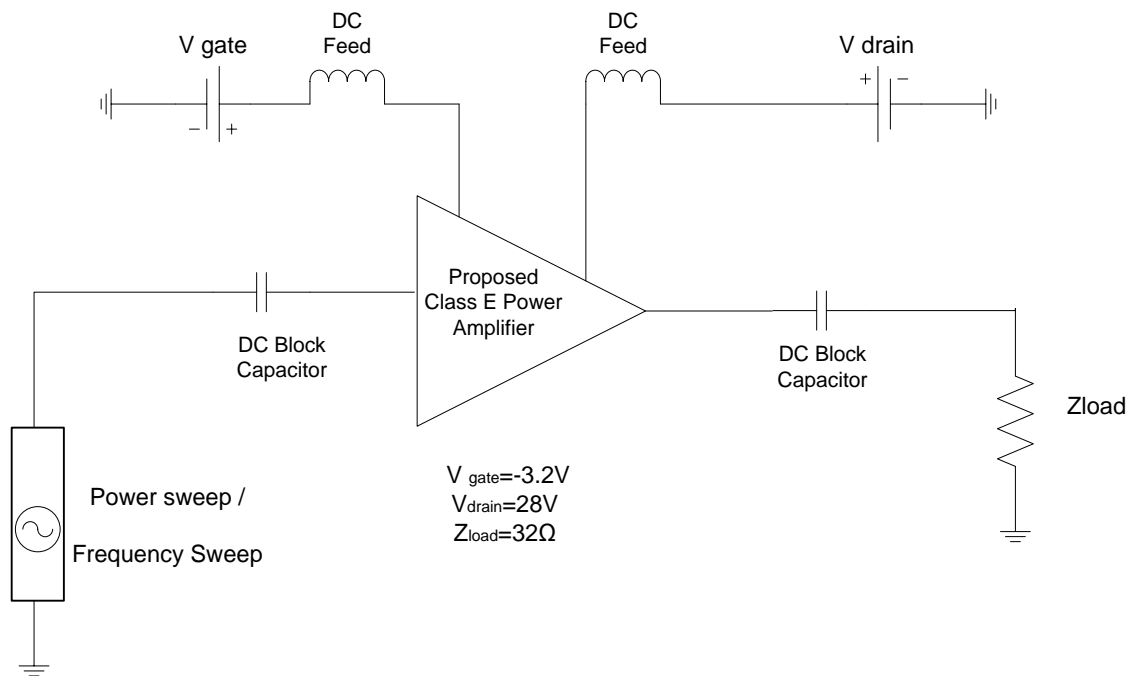 V gate
DC
Feed
DC
Feed
V drain
−
+
+
−
Proposed
Class E Power
Amplifier
DC Block
Capacitor
DC Block
Capacitor
Zload
V gate=-3.2V
Vdrain=28V
Zload=32Ω
Power sweep /
Frequency Sweep